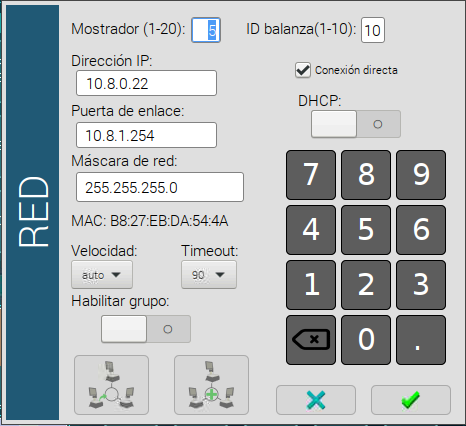 RED
Mostrador (1-20): 5 ID balanza(1-10): 10
Dirección IP:
10.8.0.22
Conexión directa
Puerta de enlace:
DHCP:
10.8.1.254
Máscara de red:
255.255.255.0
MAC: B8:27:EB:DA:54:4A
Velocidad: Timeout:
auto 90
Habilitar grupo:
7 8 9
4 5 6
1 2 3
0 .